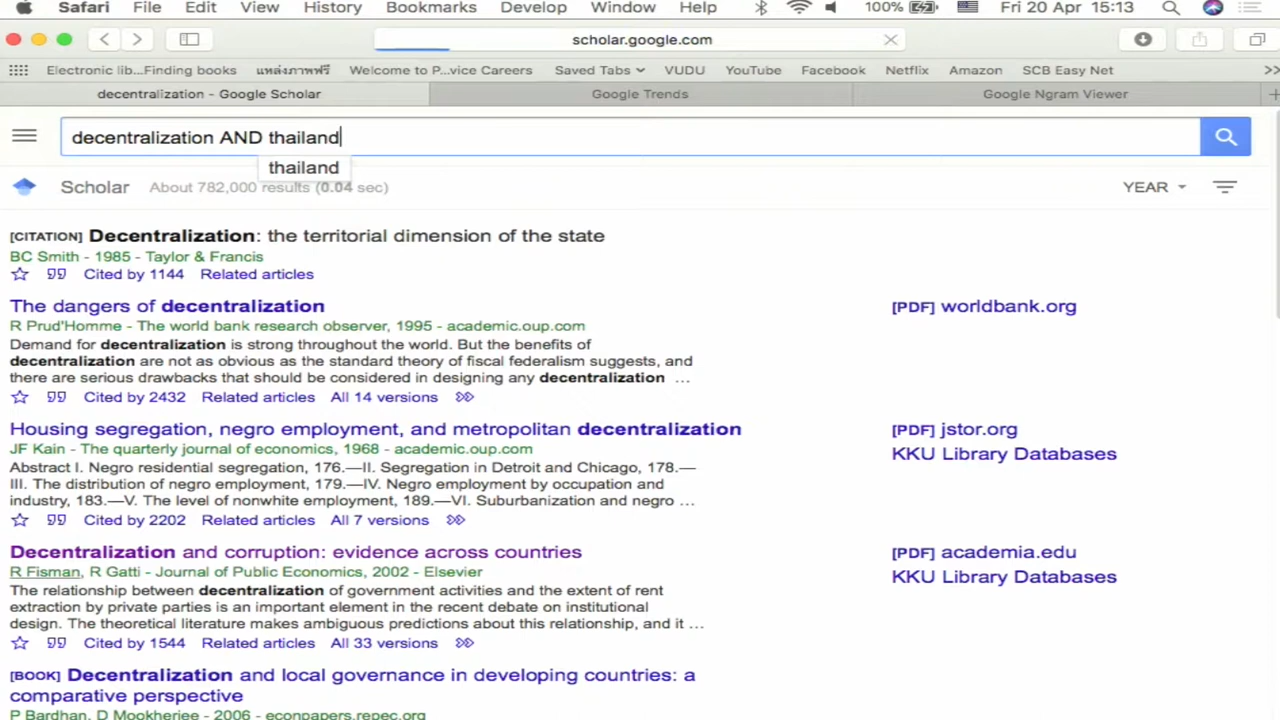 Safari File Edit View History Bookmarks Develop Window Help 100% Fri 20 Apr 15:13
scholar.google.com
Electronic lib...Finding books แหล่งภาพฟรี Welcome to P...vice Careers Saved Tabs VUDU YouTube Facebook Netflix Amazon SCB Easy Net
decentralization - Google Scholar Google Trends Google Ngram Viewer
decentralization AND thailand
thailand
Scholar About 782,000 results (0.04 sec) YEAR
[CITATION] Decentralization: the territorial dimension of the state
BC Smith - 1985 - Taylor & Francis
Cited by 1144 Related articles
The dangers of decentralization [PDF] worldbank.org
R Prud'Homme - The world bank research observer, 1995 - academic.oup.com
Demand for decentralization is strong throughout the world. But the benefits of
decentralization are not as obvious as the standard theory of fiscal federalism suggests, and
there are serious drawbacks that should be considered in designing any decentralization ...
Cited by 2432 Related articles All 14 versions
Housing segregation, negro employment, and metropolitan decentralization [PDF] jstor.org
JF Kain - The quarterly journal of economics, 1968 - academic.oup.com KKU Library Databases
Abstract I. Negro residential segregation, 176.—II. Segregation in Detroit and Chicago, 178.—
III. The distribution of negro employment, 179.—IV. Negro employment by occupation and
industry, 183.—V. The level of nonwhite employment, 189.—VI. Suburbanization and negro ...
Cited by 2202 Related articles All 7 versions
Decentralization and corruption: evidence across countries [PDF] academia.edu
R Fisman, R Gatti - Journal of Public Economics, 2002 - Elsevier KKU Library Databases
The relationship between decentralization of government activities and the extent of rent
extraction by private parties is an important element in the recent debate on institutional
design. The theoretical literature makes ambiguous predictions about this relationship, and it ...
Cited by 1544 Related articles All 33 versions
[BOOK] Decentralization and local governance in developing countries: a
comparative perspective
P Bardhan, D Mookherjee - 2006 - econpapers.repec.org